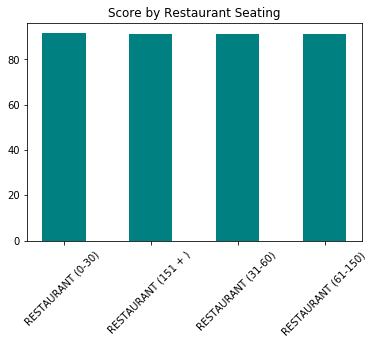 Score by Restaurant Seating
80
60
40
20
0
RESTAURANT (0-30)
RESTAURANT (151 + )
RESTAURANT (31-60)
RESTAURANT (61-150)